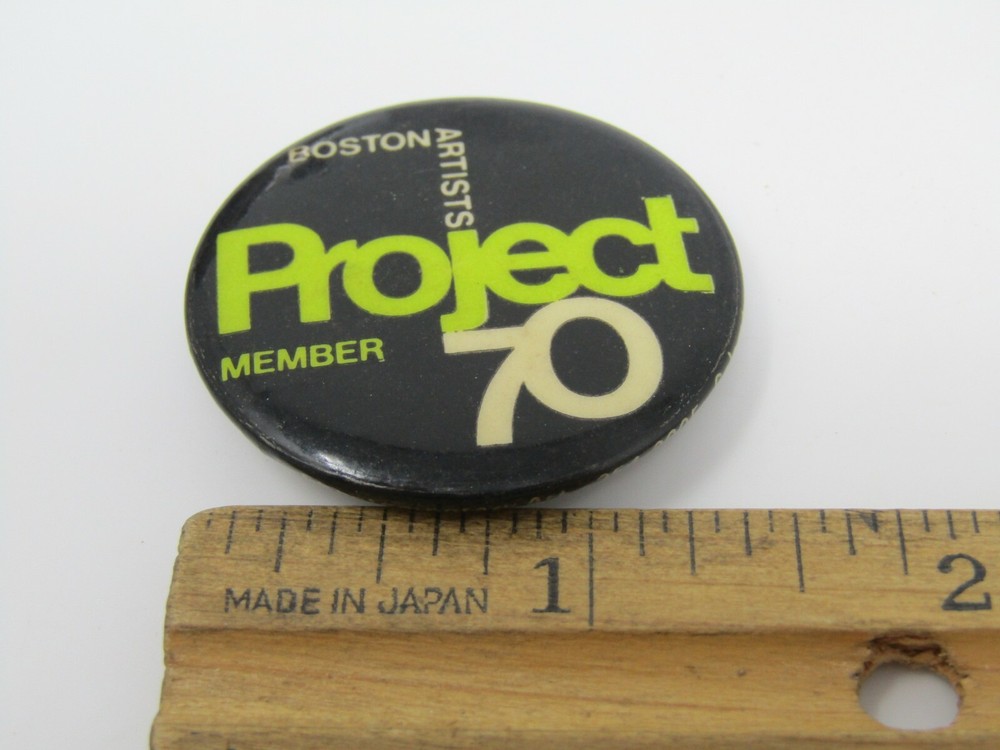 BOSTON
ARTISTS
Project
MEMBER
70
1
2
MADE IN JAPAN